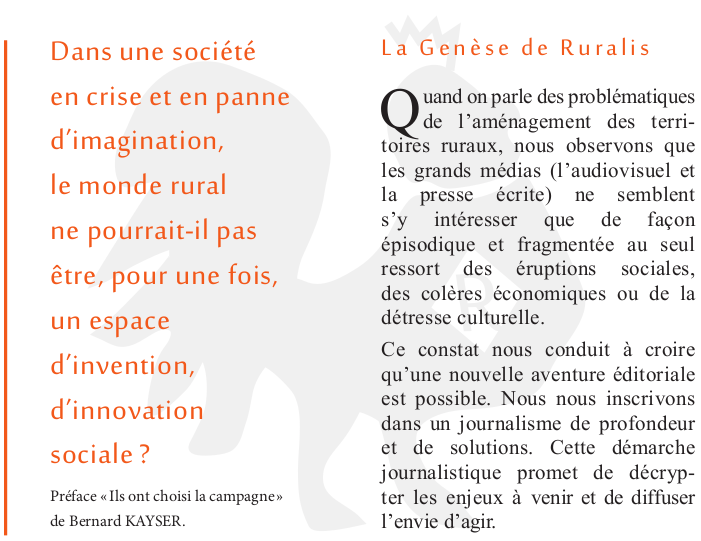 Dans une société
en crise et en panne
d’imagination,
le monde rural
ne pourrait-il pas
être, pour une fois,
un espace
d’invention,
d’innovation
sociale ?
Préface « Ils ont choisi la campagne »
de Bernard KAYSER.
La Genèse de Ruralis
Quand on parle des problématiques
de l’aménagement des terri-
toires ruraux, nous observons que
les grands médias (l’audiovisuel et
la presse écrite) ne semblent
s’y intéresser que de façon
épisodique et fragmentée au seul
ressort des éruptions sociales,
des colères économiques ou de la
détresse culturelle.
Ce constat nous conduit à croire
qu’une nouvelle aventure éditoriale
est possible. Nous nous inscrivons
dans un journalisme de profondeur
et de solutions. Cette démarche
journalistique promet de décryp-
ter les enjeux à venir et de diffuser
l’envie d’agir.